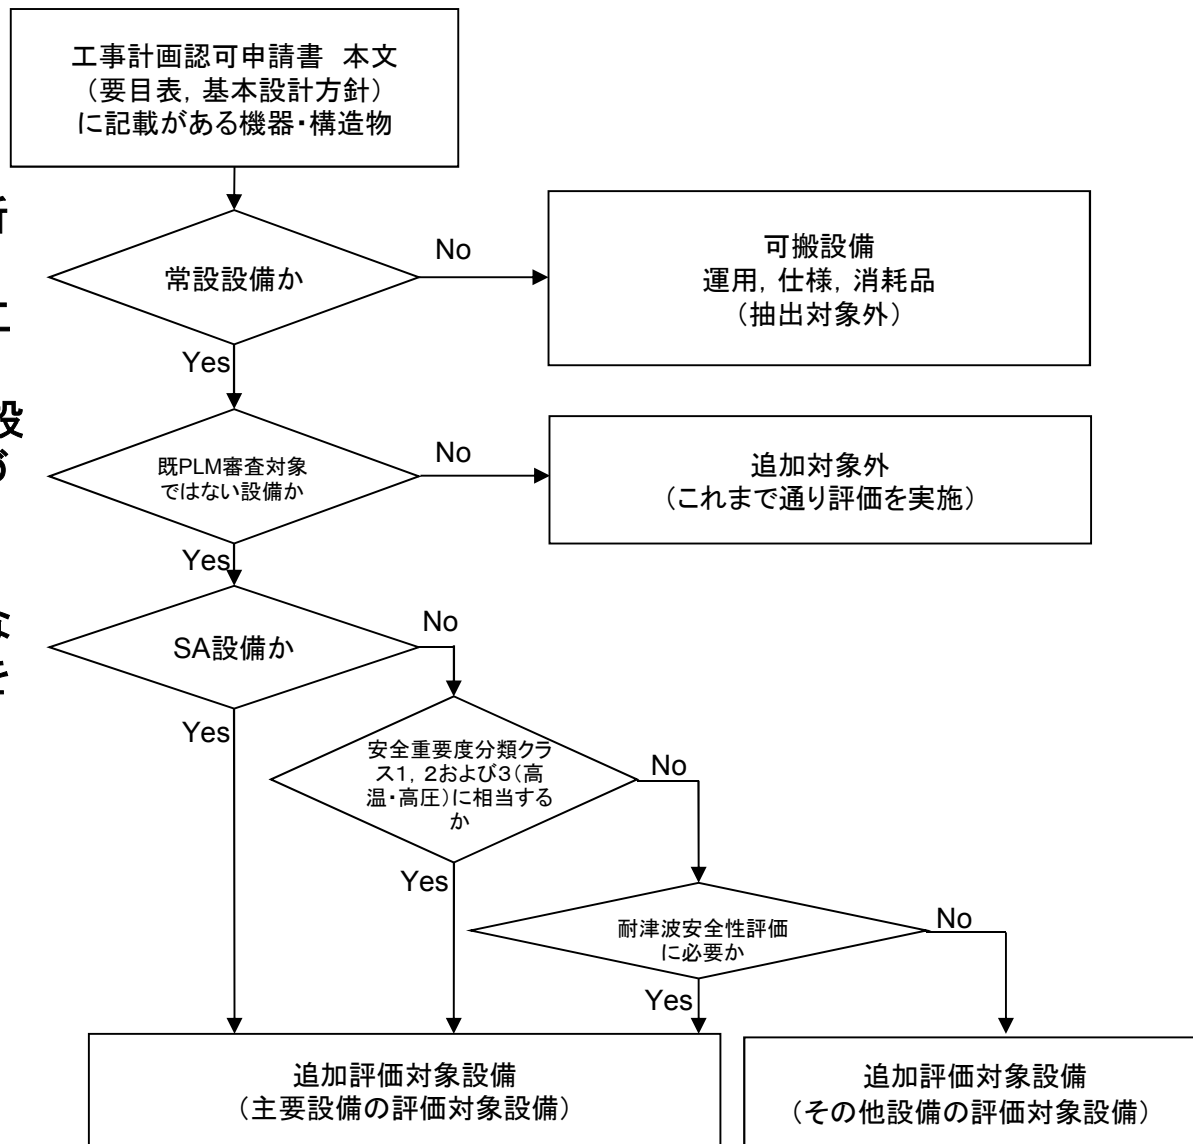 工事計画認可申請書 本文
（要目表，基本設計方針）
に記載がある機器・構造物
常設設備か
No
可搬設備
運用，仕様，消耗品
（抽出対象外）
Yes
既PLM審査対象
ではない設備か
No
追加対象外
（これまで通り評価を実施）
Yes
SA設備か
No
Yes
安全重要度分類クラ
ス1，2および3（高
温・高圧）に相当する
か
No
Yes
耐津波安全性評価
に必要か
No
Yes
追加評価対象設備
（主要設備の評価対象設備）
追加評価対象設備
（その他設備の評価対象設備）